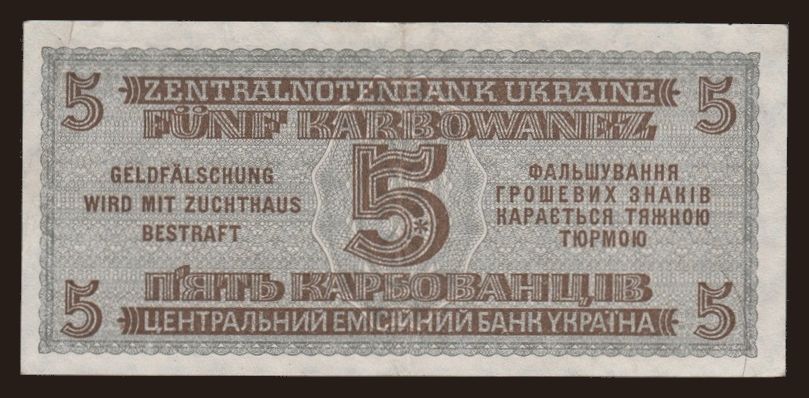 5 ZENTRALNOTENBANK UKRAINE 5
FÜNF KARBOWANEZ
GELDFÄLSCHUNG
WIRD MIT ZUCHTHAUS
BESTRAFT
5
*
ФАЛЬШУВАННЯ
ГРОШЕВИХ ЗНАКІВ
КАРАЄТЬСЯ ТЯЖКОЮ
ТЮРМОЮ
П'ЯТЬ КАРБОВАНЦІВ
5 ЦЕНТРАЛЬНИЙ ЕМІСІЙНИЙ БАНК УКРАЇНА 5